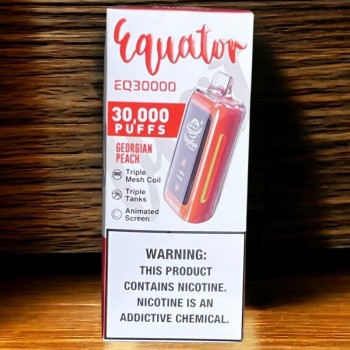 Equator
EQ30000
30,000
PUFFS
GEORGIAN
PEACH
Triple
Mesh Coil
Triple
Tanks
Animated
Screen
WARNING:
THIS PRODUCT
CONTAINS NICOTINE.
NICOTINE IS AN
ADDICTIVE CHEMICAL.